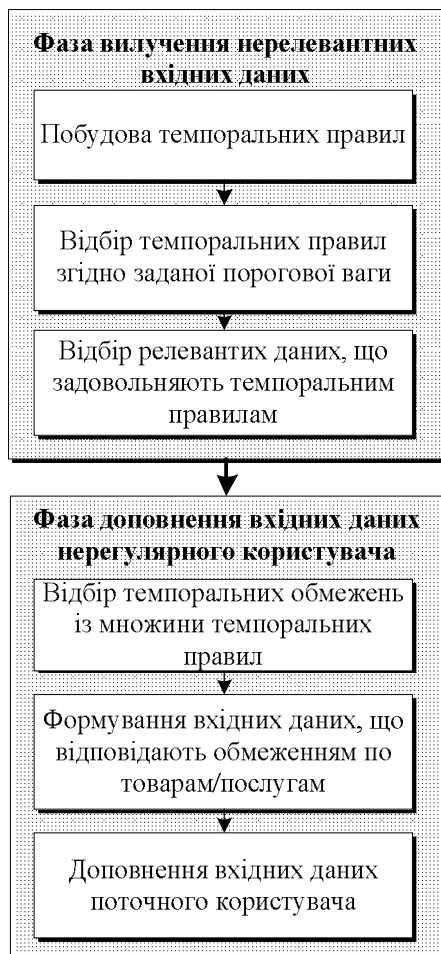 Фаза вилучення нерелевантних
вхідних даних
Побудова темпоральних правил
Відбір темпоральних правил
згідно заданої порогової ваги
Відбір релевантих даних, що
задовольняють темпоральним
правилам
Фаза доповнення вхідних даних
нерегулярного користувача
Відбір темпоральних обмежень
із множини темпоральних
правил
Формування вхідних даних, що
відповідають обмеженням по
товарам/послугам
Доповнення вхідних даних
поточного користувача